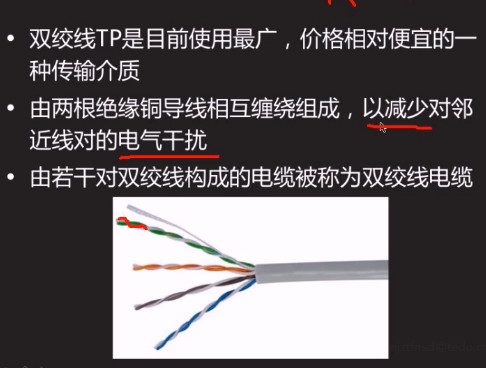 • 双绞线TP是目前使用最广，价格相对便宜的一
种传输介质
• 由两根绝缘铜导线相互缠绕组成，以减少对邻
近线对的电气干扰
• 由若干对双绞线构成的电缆被称为双绞线电缆